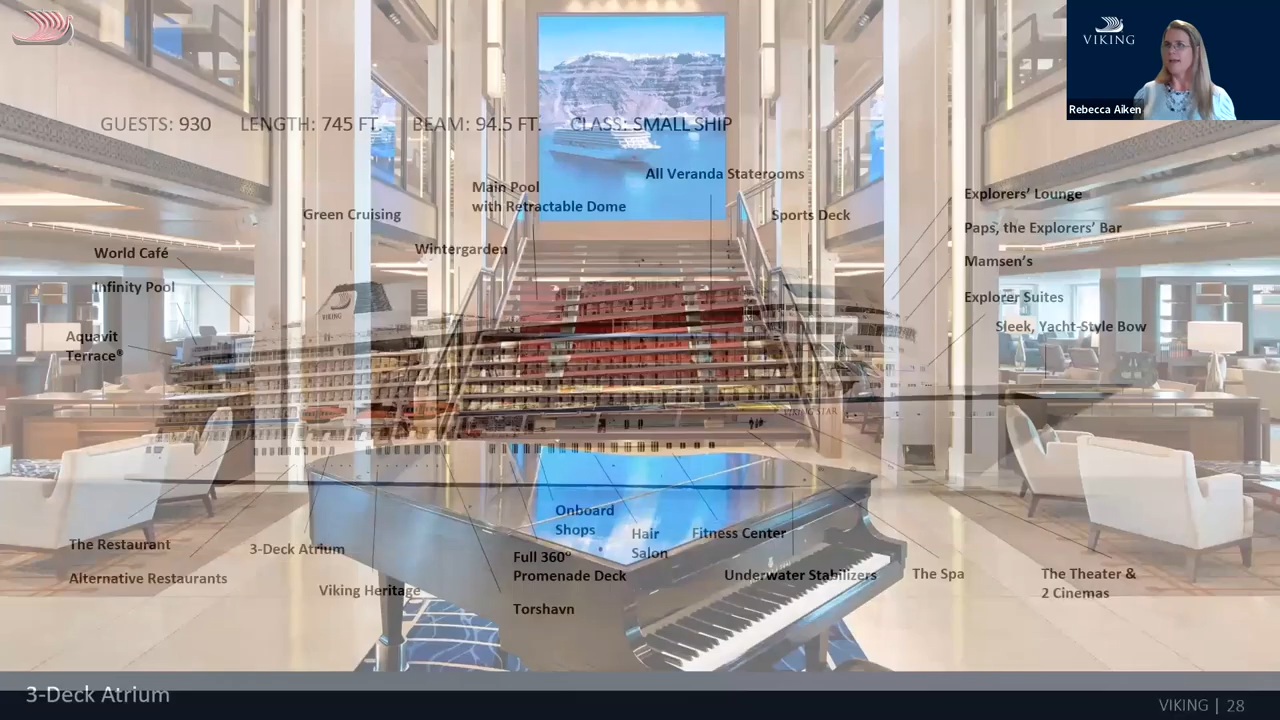 VIKING
Rebecca Aiken
GUESTS: 930 LENGTH: 745 FT. BEAM: 94.5 FT. CLASS: SMALL SHIP
All Veranda Staterooms
Main Pool
with Retractable Dome
Green Cruising
Sports Deck
Explorers' Lounge
Paps, the Explorers' Bar
Wintergarden
World Café
Mamsen's
Infinity Pool
Explorer Suites
VIKING
Sleek, Yacht-Style Bow
Aquavit
Terrace®
VIKING STAR
Onboard
Shops
Hair
Salon
Fitness Center
The Restaurant
3-Deck Atrium
Full 360°
Promenade Deck
Alternative Restaurants
Viking Heritage
Underwater Stabilizers
The Spa
The Theater &
2 Cinemas
Torshavn
3-Deck Atrium
VIKING | 28